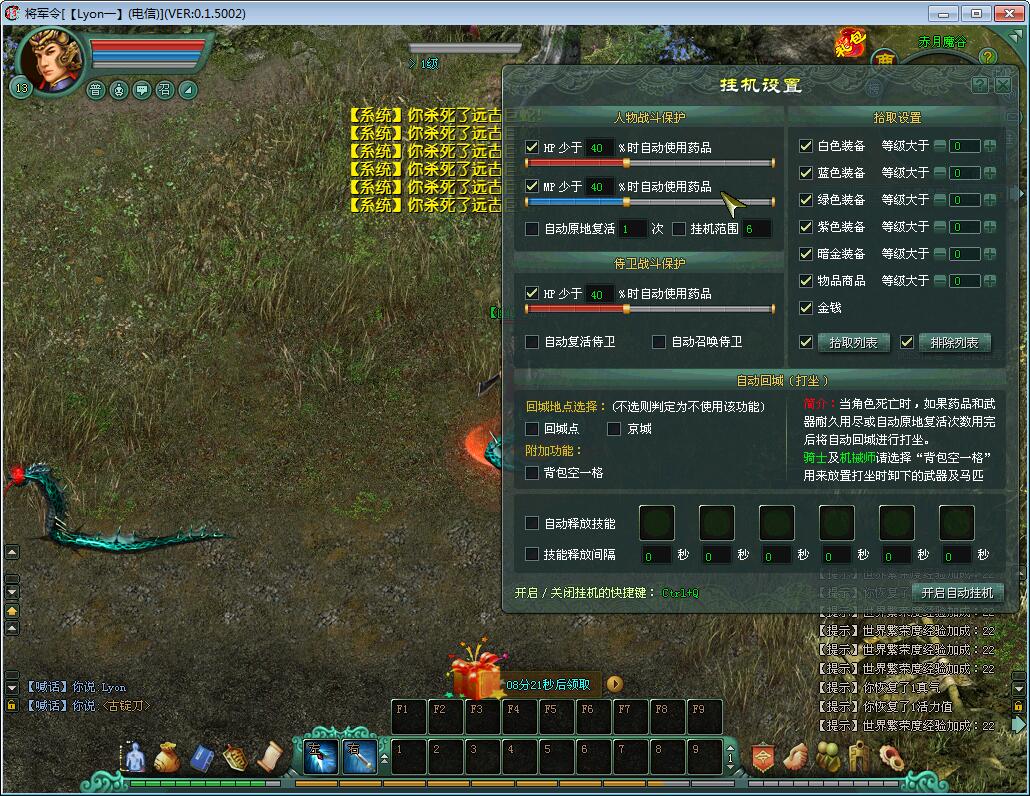 将军令[【Lyon一】(电信)](VER:0.1.5002)
13
普
召
> 1级
礼包
商
赤月魔谷
【系统】你杀死了远古
【系统】你杀死了远古
【系统】你杀死了远古
【系统】你杀死了远古
【系统】你杀死了远古
【系统】你杀死了远古
挂机设置
人物战斗保护
HP 少于 40 %时自动使用药品
MP 少于 40 %时自动使用药品
自动原地复活 1 次 挂机范围 6
侍卫战斗保护
HP 少于 40 %时自动使用药品
自动复活侍卫 自动召唤侍卫
拾取设置
白色装备 等级大于 0
蓝色装备 等级大于 0
绿色装备 等级大于 0
紫色装备 等级大于 0
暗金装备 等级大于 0
物品商品 等级大于 0
金钱
拾取列表 排除列表
自动回城（打坐）
回城地点选择：(不选则判定为不使用该功能)
回城点 京城
附加功能：
背包空一格
简介：当角色死亡时，如果药品和武
器耐久用尽或自动原地复活次数用完
后将自动回城进行打坐。
骑士及机械师请选择“背包空一格”
用来放置打坐时卸下的武器及马匹
自动释放技能
技能释放间隔 0 秒 0 秒 0 秒 0 秒 0 秒 0 秒
开启/关闭挂机的快捷键：Ctrl+Q
开启自动挂机
【提示】世界繁荣度经验加成：22
【提示】世界繁荣度经验加成：22
【提示】世界繁荣度经验加成：22
【提示】你恢复了1真气
【提示】你恢复了1活力值
【提示】世界繁荣度经验加成：22
【喊话】你说:Lyon
【喊话】你说:<古锭刀>
08分21秒后领取
F1 F2 F3 F4 F5 F6 F7 F8 F9
左 右 1 2 3 4 5 6 7 8 9 1